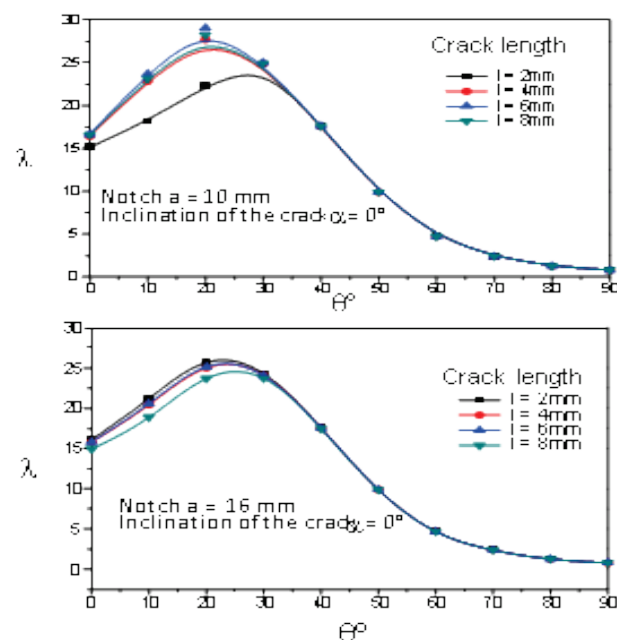 30
25
20
15
10
5
0
λ
Crack length
l = 2mm
l = 4mm
l = 6mm
l = 8mm
Notch a = 10 mm
Inclination of the crack α = 0°
0 10 20 30 40 50 60 70 80 90
θº
30
25
20
15
10
5
0
λ
Crack length
l = 2mm
l = 4mm
l = 6mm
l = 8mm
Notch a = 16 mm
Inclination of the crack α = 0°
0 10 20 30 40 50 60 70 80 90
θº